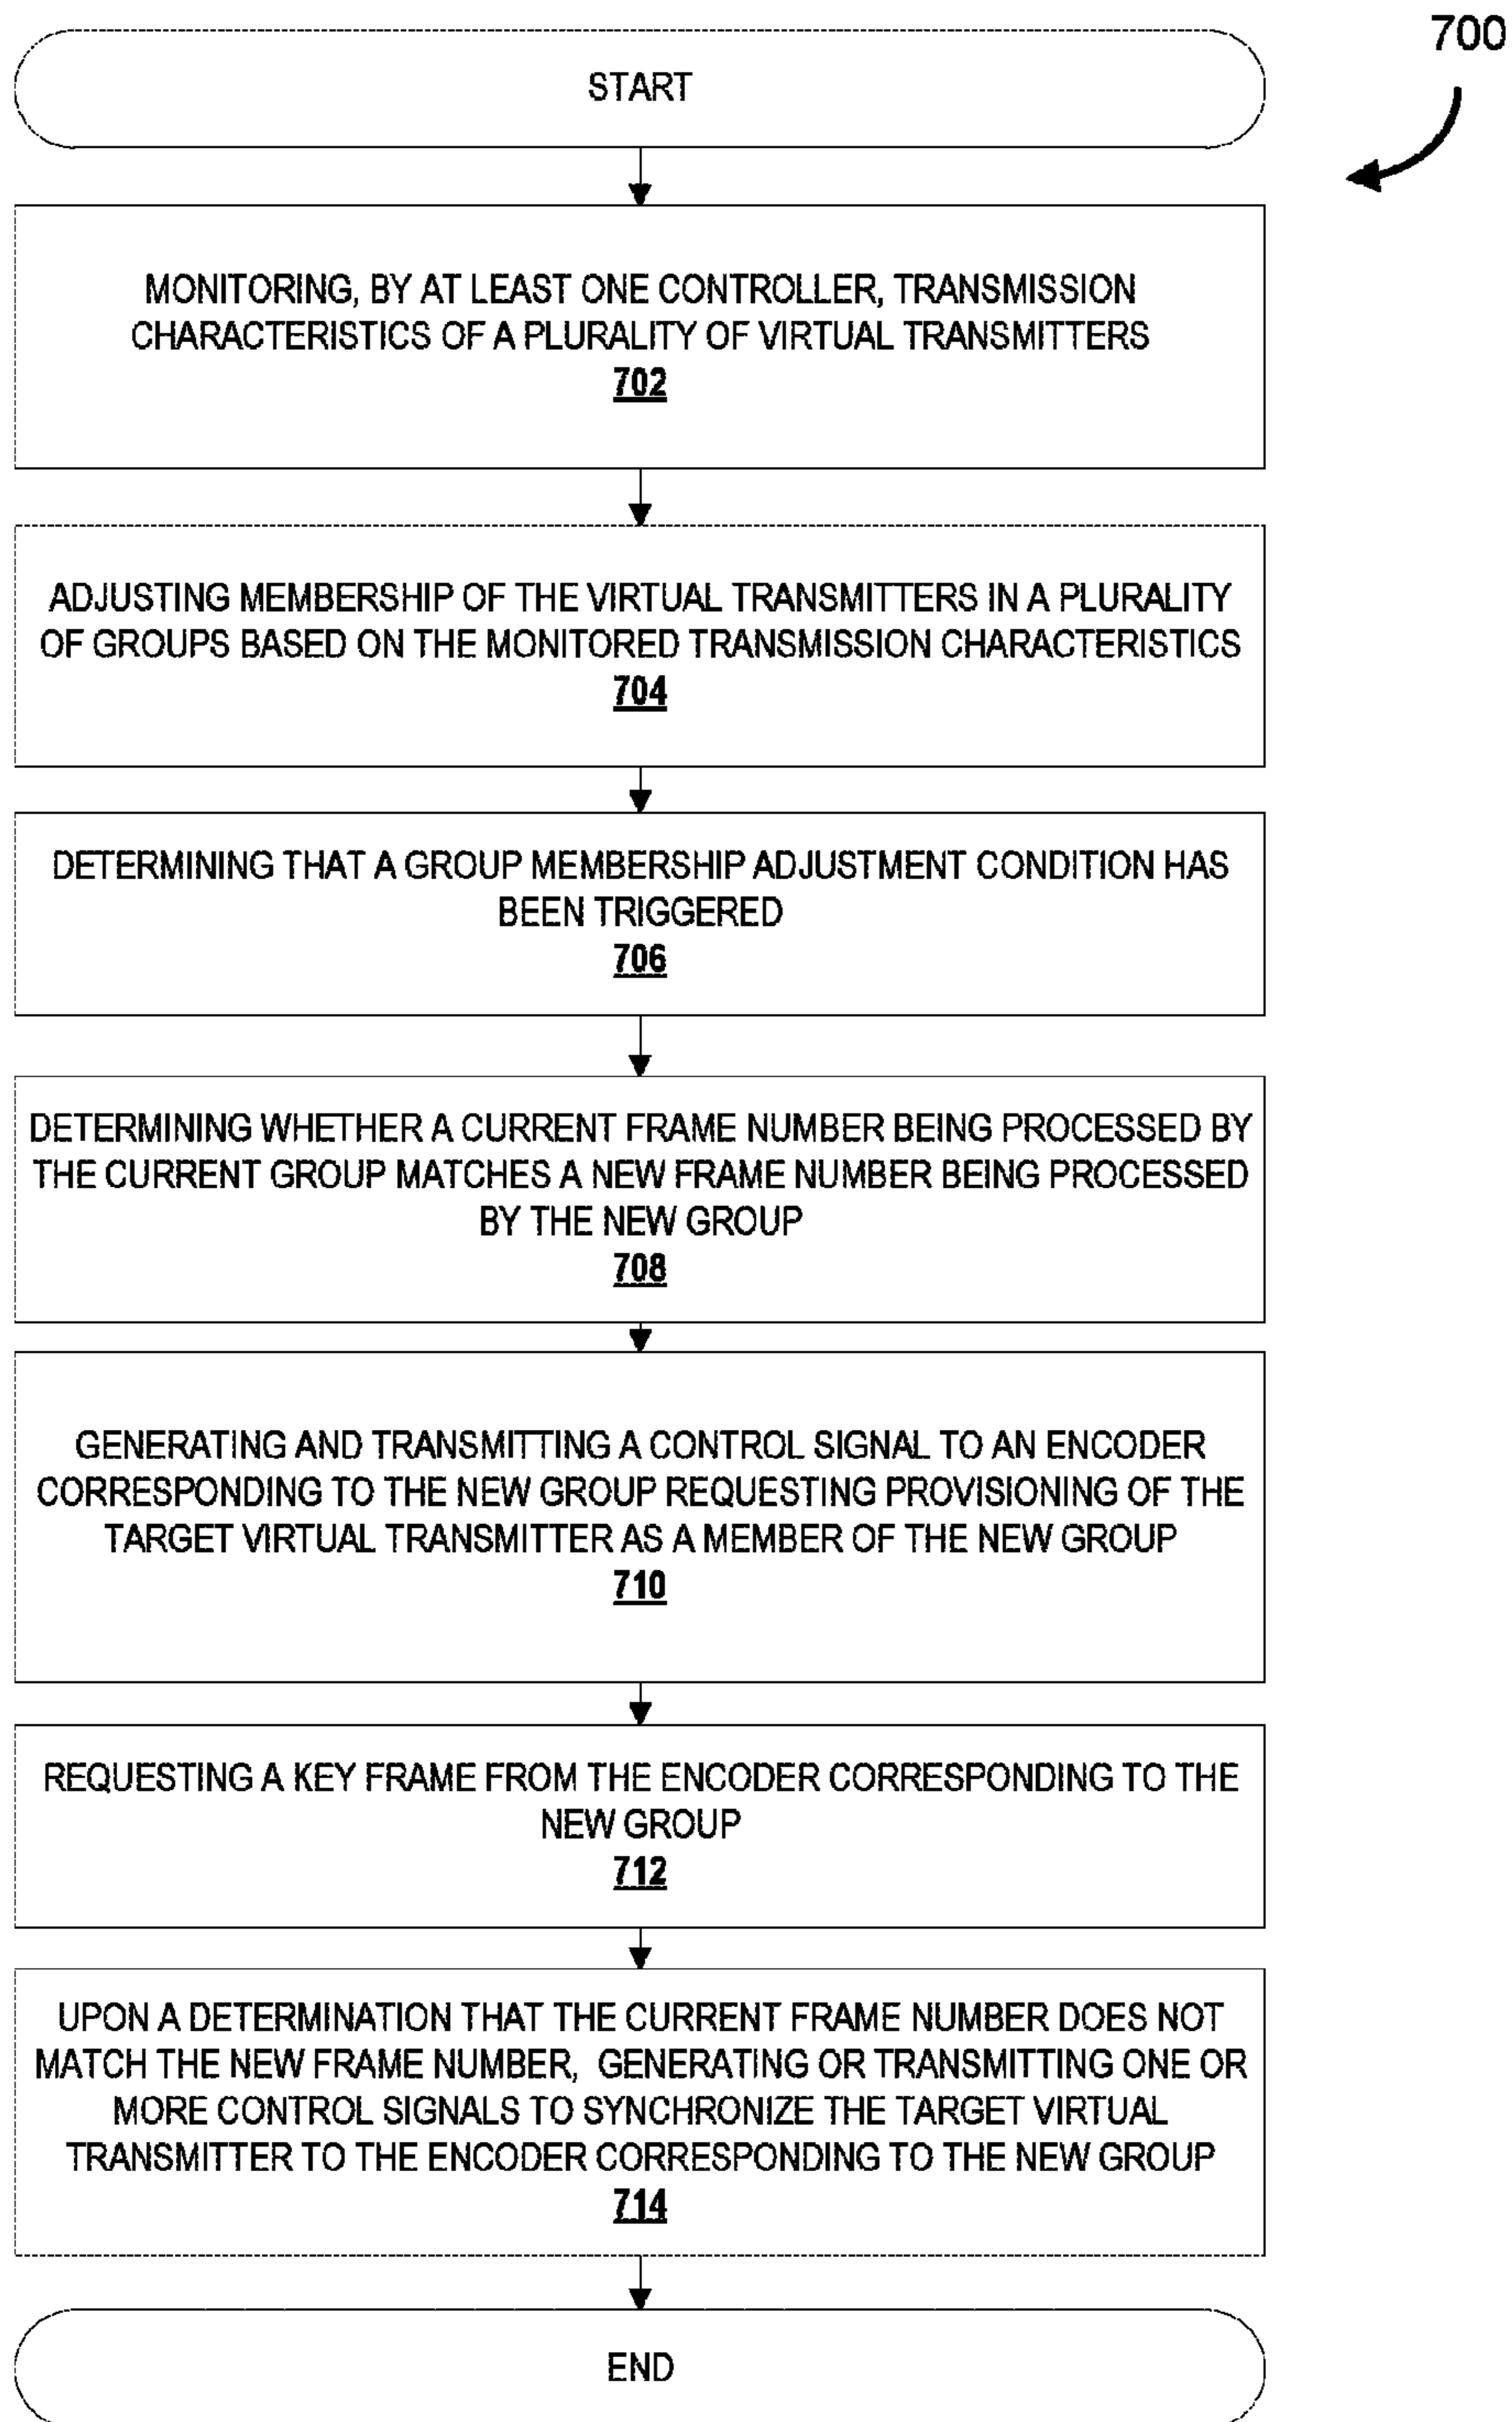 700
START
MONITORING, BY AT LEAST ONE CONTROLLER, TRANSMISSION
CHARACTERISTICS OF A PLURALITY OF VIRTUAL TRANSMITTERS
702
ADJUSTING MEMBERSHIP OF THE VIRTUAL TRANSMITTERS IN A PLURALITY
OF GROUPS BASED ON THE MONITORED TRANSMISSION CHARACTERISTICS
704
DETERMINING THAT A GROUP MEMBERSHIP ADJUSTMENT CONDITION HAS
BEEN TRIGGERED
706
DETERMINING WHETHER A CURRENT FRAME NUMBER BEING PROCESSED BY
THE CURRENT GROUP MATCHES A NEW FRAME NUMBER BEING PROCESSED
BY THE NEW GROUP
708
GENERATING AND TRANSMITTING A CONTROL SIGNAL TO AN ENCODER
CORRESPONDING TO THE NEW GROUP REQUESTING PROVISIONING OF THE
TARGET VIRTUAL TRANSMITTER AS A MEMBER OF THE NEW GROUP
710
REQUESTING A KEY FRAME FROM THE ENCODER CORRESPONDING TO THE
NEW GROUP
712
UPON A DETERMINATION THAT THE CURRENT FRAME NUMBER DOES NOT
MATCH THE NEW FRAME NUMBER, GENERATING OR TRANSMITTING ONE OR
MORE CONTROL SIGNALS TO SYNCHRONIZE THE TARGET VIRTUAL
TRANSMITTER TO THE ENCODER CORRESPONDING TO THE NEW GROUP
714
END